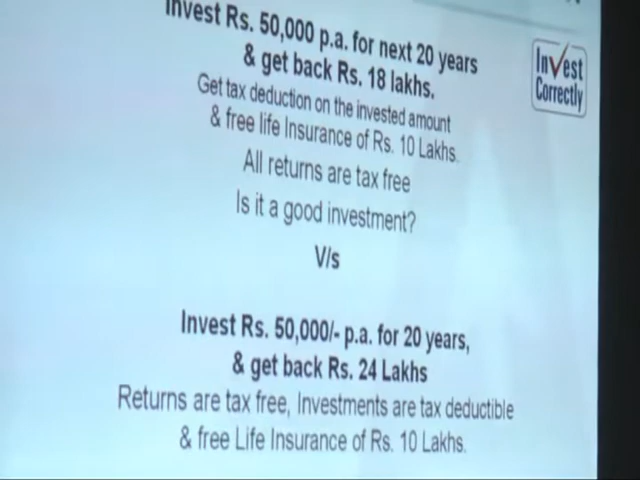 Invest Rs. 50,000 p.a. for next 20 years
& get back Rs. 18 lakhs.
Invest
Correctly
Get tax deduction on the invested amount
& free life Insurance of Rs. 10 Lakhs.
All returns are tax free
Is it a good investment?
V/s
Invest Rs. 50,000/- p.a. for 20 years,
& get back Rs. 24 Lakhs
Returns are tax free, Investments are tax deductible
& free Life Insurance of Rs. 10 Lakhs.